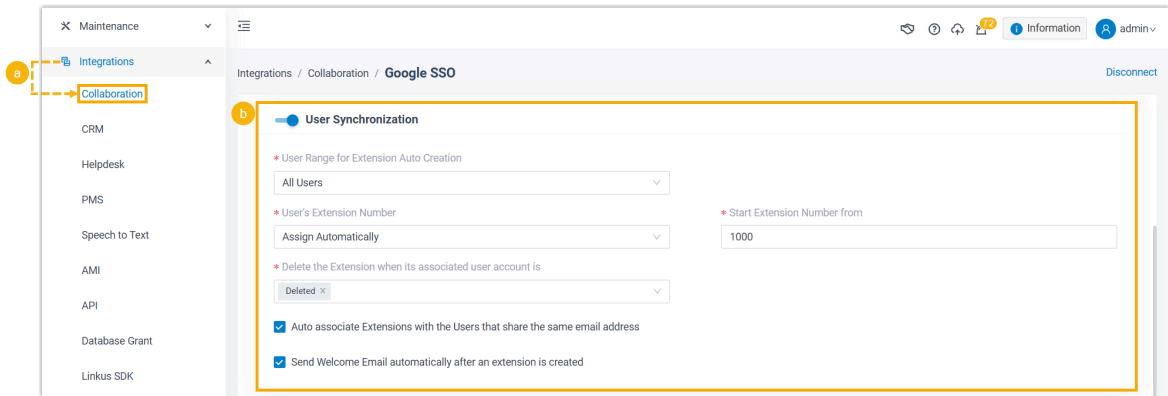 Maintenance
72
Information
admin
a
Integrations
Integrations / Collaboration / Google SSO
Disconnect
Collaboration
b
User Synchronization
CRM
* User Range for Extension Auto Creation
Helpdesk
All Users
PMS
* User's Extension Number
* Start Extension Number from
Speech to Text
Assign Automatically
1000
AMI
* Delete the Extension when its associated user account is
Deleted ×
API
Auto associate Extensions with the Users that share the same email address
Database Grant
Send Welcome Email automatically after an extension is created
Linkus SDK